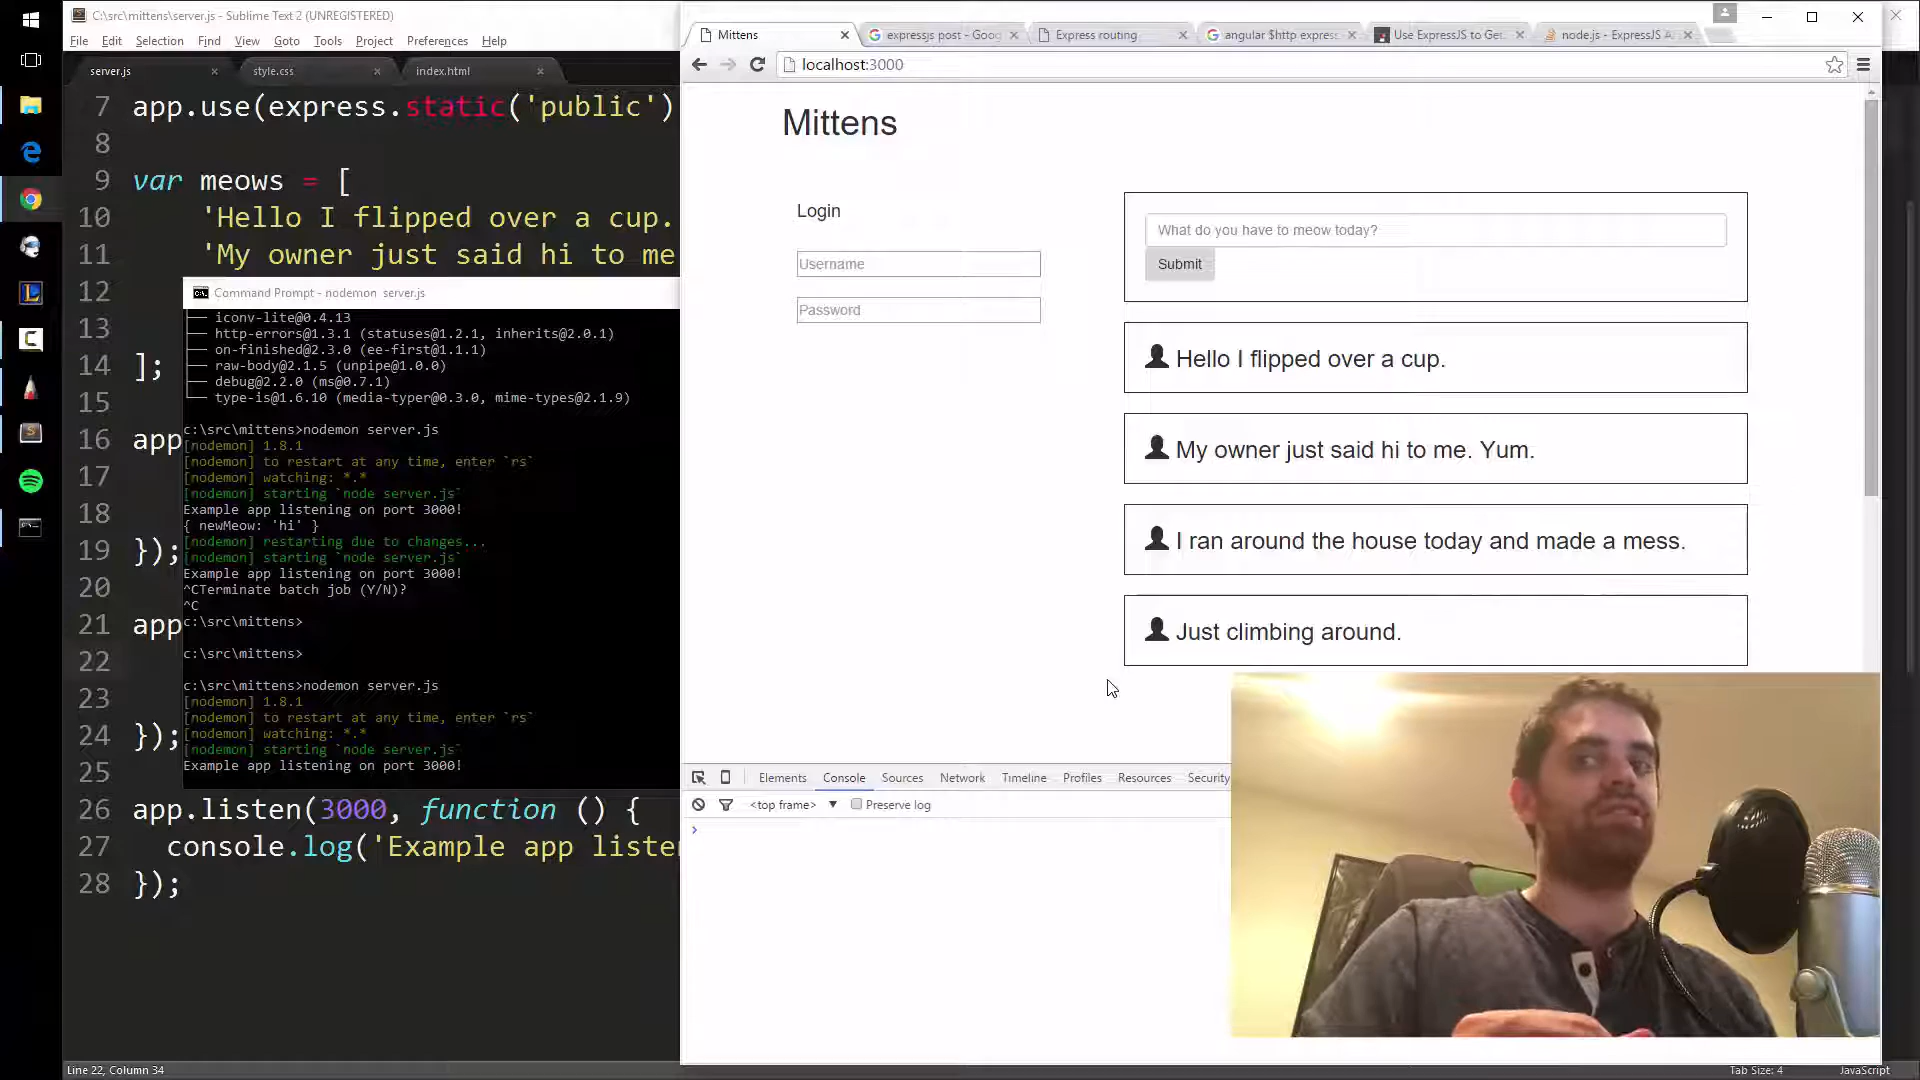 C:\src\mittens\server.js - Sublime Text 2 (UNREGISTERED)
File Edit Selection Find View Goto Tools Project Preferences Help
server.js
style.css
index.html
7 app.use(express.static('public')
8
9 var meows = [
10 'Hello I flipped over a cup.
11 'My owner just said hi to me
12
13
14 ];
15
16 app
17
18
19 });
20
21 app
22
23
24 });
25
26 app.listen(3000, function () {
27 console.log('Example app liste
28 });
Line 22, Column 34
Tab Size: 4
JavaScript
Command Prompt - nodemon server.js
├── iconv-lite@0.4.13
├── http-errors@1.3.1 (statuses@1.2.1, inherits@2.0.1)
├── on-finished@2.3.0 (ee-first@1.1.1)
├── raw-body@2.1.5 (unpipe@1.0.0)
├── debug@2.2.0 (ms@0.7.1)
└── type-is@1.6.10 (media-typer@0.3.0, mime-types@2.1.9)
c:\src\mittens>nodemon server.js
[nodemon] 1.8.1
[nodemon] to restart at any time, enter `rs`
[nodemon] watching: *.*
[nodemon] starting `node server.js`
Example app listening on port 3000!
{ newMeow: 'hi' }
[nodemon] restarting due to changes...
[nodemon] starting `node server.js`
Example app listening on port 3000!
^CTerminate batch job (Y/N)?
^C
c:\src\mittens>
c:\src\mittens>
c:\src\mittens>nodemon server.js
[nodemon] 1.8.1
[nodemon] to restart at any time, enter `rs`
[nodemon] watching: *.*
[nodemon] starting `node server.js`
Example app listening on port 3000!
Mittens
expressjs post - Goo
Express routing
angular $http expres
Use ExpressJS to Get
node.js - ExpressJS A
localhost:3000
Mittens
Login
Username
Password
What do you have to meow today?
Submit
Hello I flipped over a cup.
My owner just said hi to me. Yum.
I ran around the house today and made a mess.
Just climbing around.
Elements Console Sources Network Timeline Profiles Resources Security
<top frame> ▼ Preserve log
>